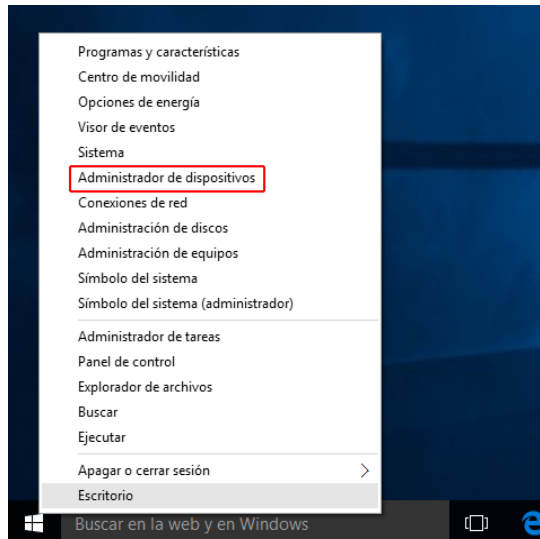 Programas y características
Centro de movilidad
Opciones de energía
Visor de eventos
Sistema
Administrador de dispositivos
Conexiones de red
Administración de discos
Administración de equipos
Símbolo del sistema
Símbolo del sistema (administrador)
Administrador de tareas
Panel de control
Explorador de archivos
Buscar
Ejecutar
Apagar o cerrar sesión
Escritorio
Buscar en la web y en Windows